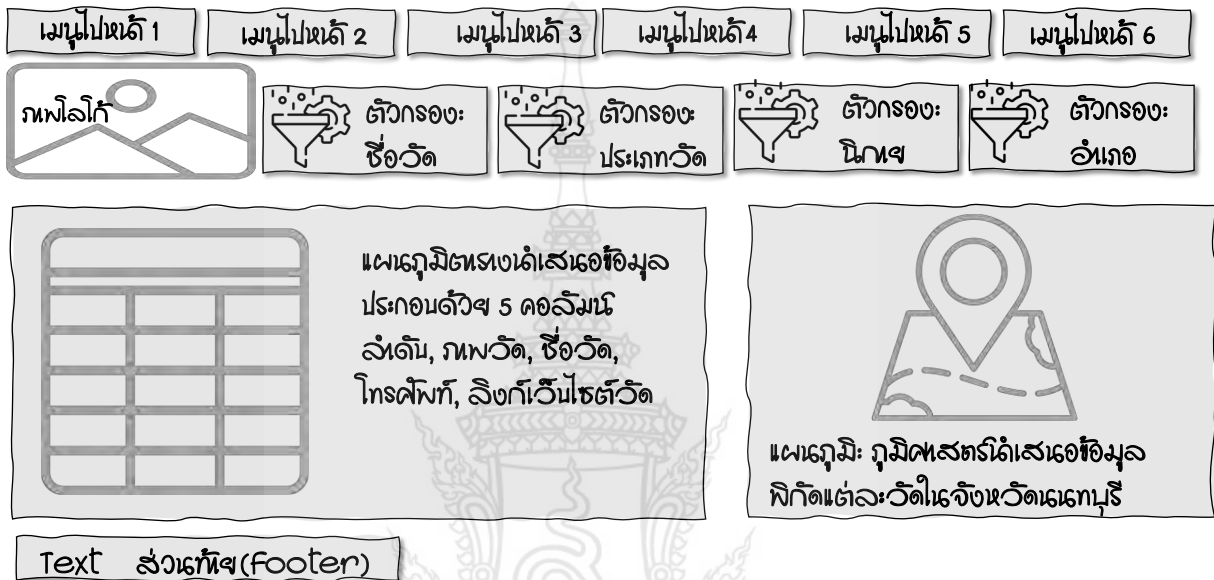 เมนูไปหน้า 1
เมนูไปหน้า 2
เมนูไปหน้า 3
เมนูไปหน้า4
เมนูไปหน้า 5
เมนูไปหน้า 6
ภาพโลโก้
ตัวกรอง:
ชื่อวัด
ตัวกรอง:
ประเภทวัด
ตัวกรอง:
นิกาย
ตัวกรอง:
อำเภอ
แผนภูมิตารางนำเสนอข้อมูล
ประกอบด้วย 5 คอลัมน์
ลำดับ, ภาพวัด, ชื่อวัด,
โทรศัพท์, ลิงก์เว็บไซต์วัด
แผนภูมิ: ภูมิศาสตร์นำเสนอข้อมูล
พิกัดแต่ละวัดในจังหวัดนนทบุรี
Text ส่วนท้าย(Footer)